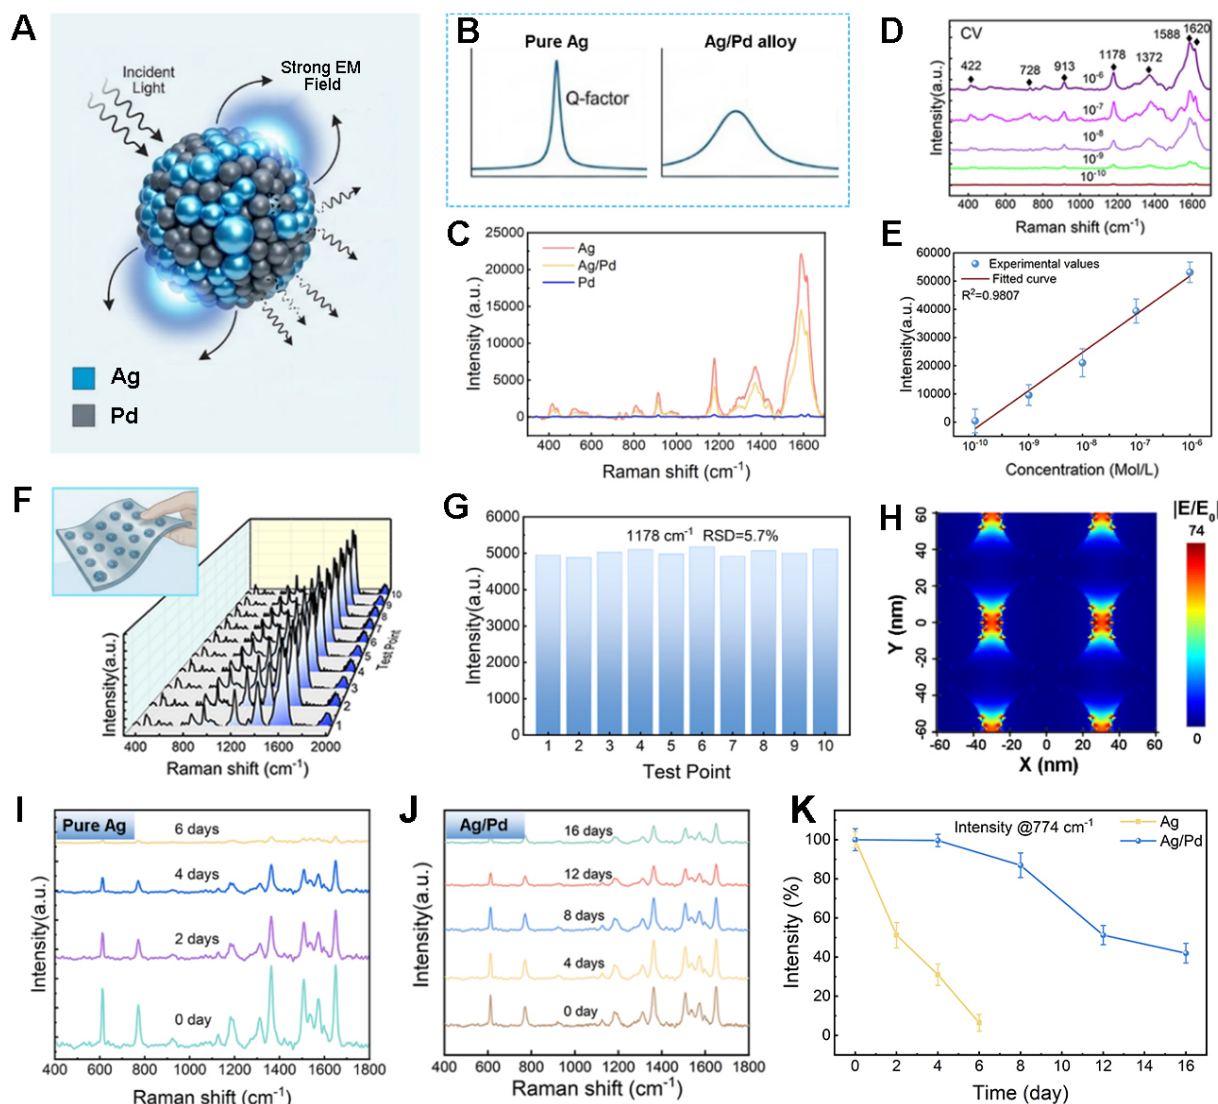 A
Incident
Light
Strong EM
Field
Ag
Pd
B
Pure Ag
Q-factor
Ag/Pd alloy
C
Ag
Ag/Pd
Pd
25000
20000
15000
10000
5000
0
400 600 800 1000 1200 1400 1600
Intensity (a.u.)
Raman shift (cm⁻¹)
D
CV
422
728
913
1178
1372
1588
1620
10⁻⁶
10⁻⁷
10⁻⁸
10⁻⁹
10⁻¹⁰
400 600 800 1000 1200 1400 1600
Intensity(a.u.)
Raman shift (cm⁻¹)
E
Experimental values
Fitted curve
R²=0.9807
60000
50000
40000
30000
20000
10000
0
10⁻¹⁰ 10⁻⁹ 10⁻⁸ 10⁻⁷ 10⁻⁶
Intensity(a.u.)
Concentration (Mol/L)
F
Intensity(a.u.)
400 800 1200 1600 2000
Raman shift (cm⁻¹)
1
2
3
4
5
6
7
8
9
10
Test Point
G
1178 cm⁻¹ RSD=5.7%
6000
5000
4000
3000
2000
1000
0
1 2 3 4 5 6 7 8 9 10
Intensity(a.u.)
Test Point
H
|E/E₀|
74
0
60
40
20
0
-20
-40
-60
-60 -40 -20 0 20 40 60
Y (nm)
X (nm)
I
Pure Ag
6 days
4 days
2 days
0 day
400 600 800 1000 1200 1400 1600 1800
Intensity(a.u.)
Raman shift (cm⁻¹)
J
Ag/Pd
16 days
12 days
8 days
4 days
0 day
400 600 800 1000 1200 1400 1600 1800
Intensity(a.u.)
Raman shift (cm⁻¹)
K
Intensity @774 cm⁻¹
Ag
Ag/Pd
100
80
60
40
20
0
0 2 4 6 8 10 12 14 16
Intensity (%)
Time (day)